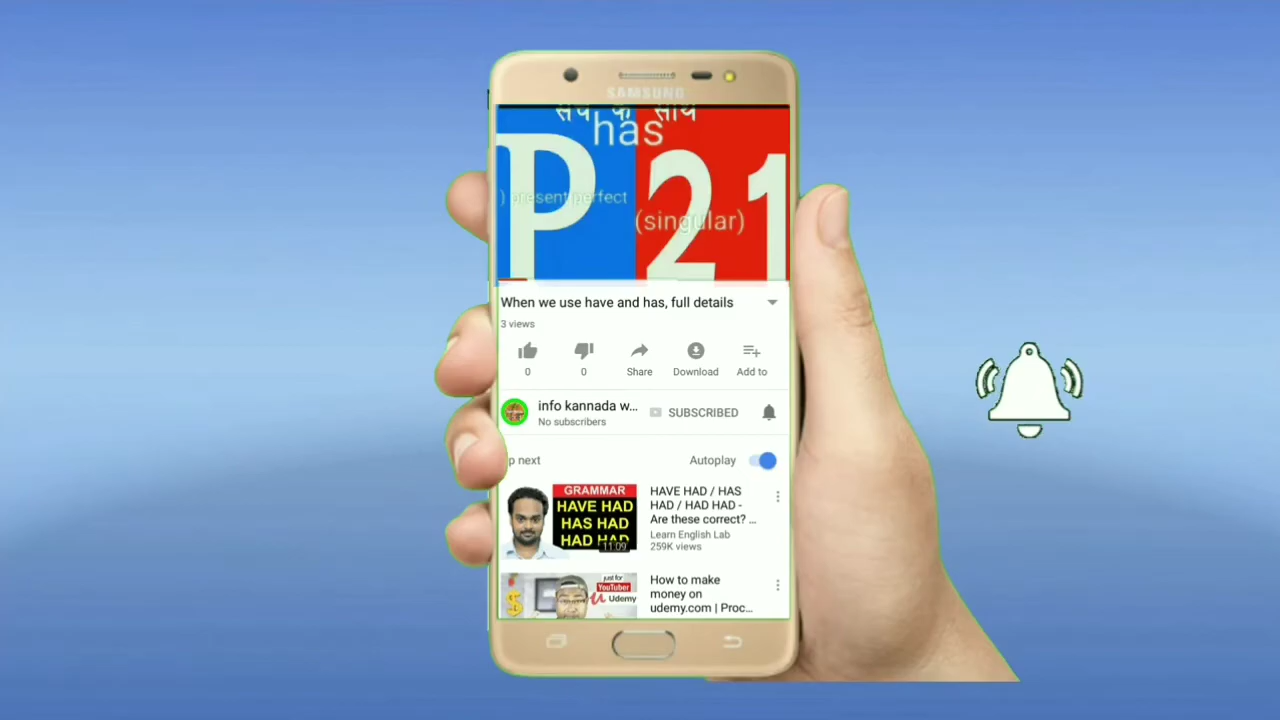 SAMSUNG
सब के साथ
has
P 21
) present perfect
(singular)
When we use have and has, full details
3 views
0
0
Share
Download
Add to
info kannada w...
SUBSCRIBED
No subscribers
p next
Autoplay
GRAMMAR
HAVE HAD
HAS HAD
HAD HAD
11:09
HAVE HAD / HAS
HAD / HAD HAD -
Are these correct? ...
Learn English Lab
259K views
just for
YouTuber
Udemy
How to make
money on
udemy.com | Proc...